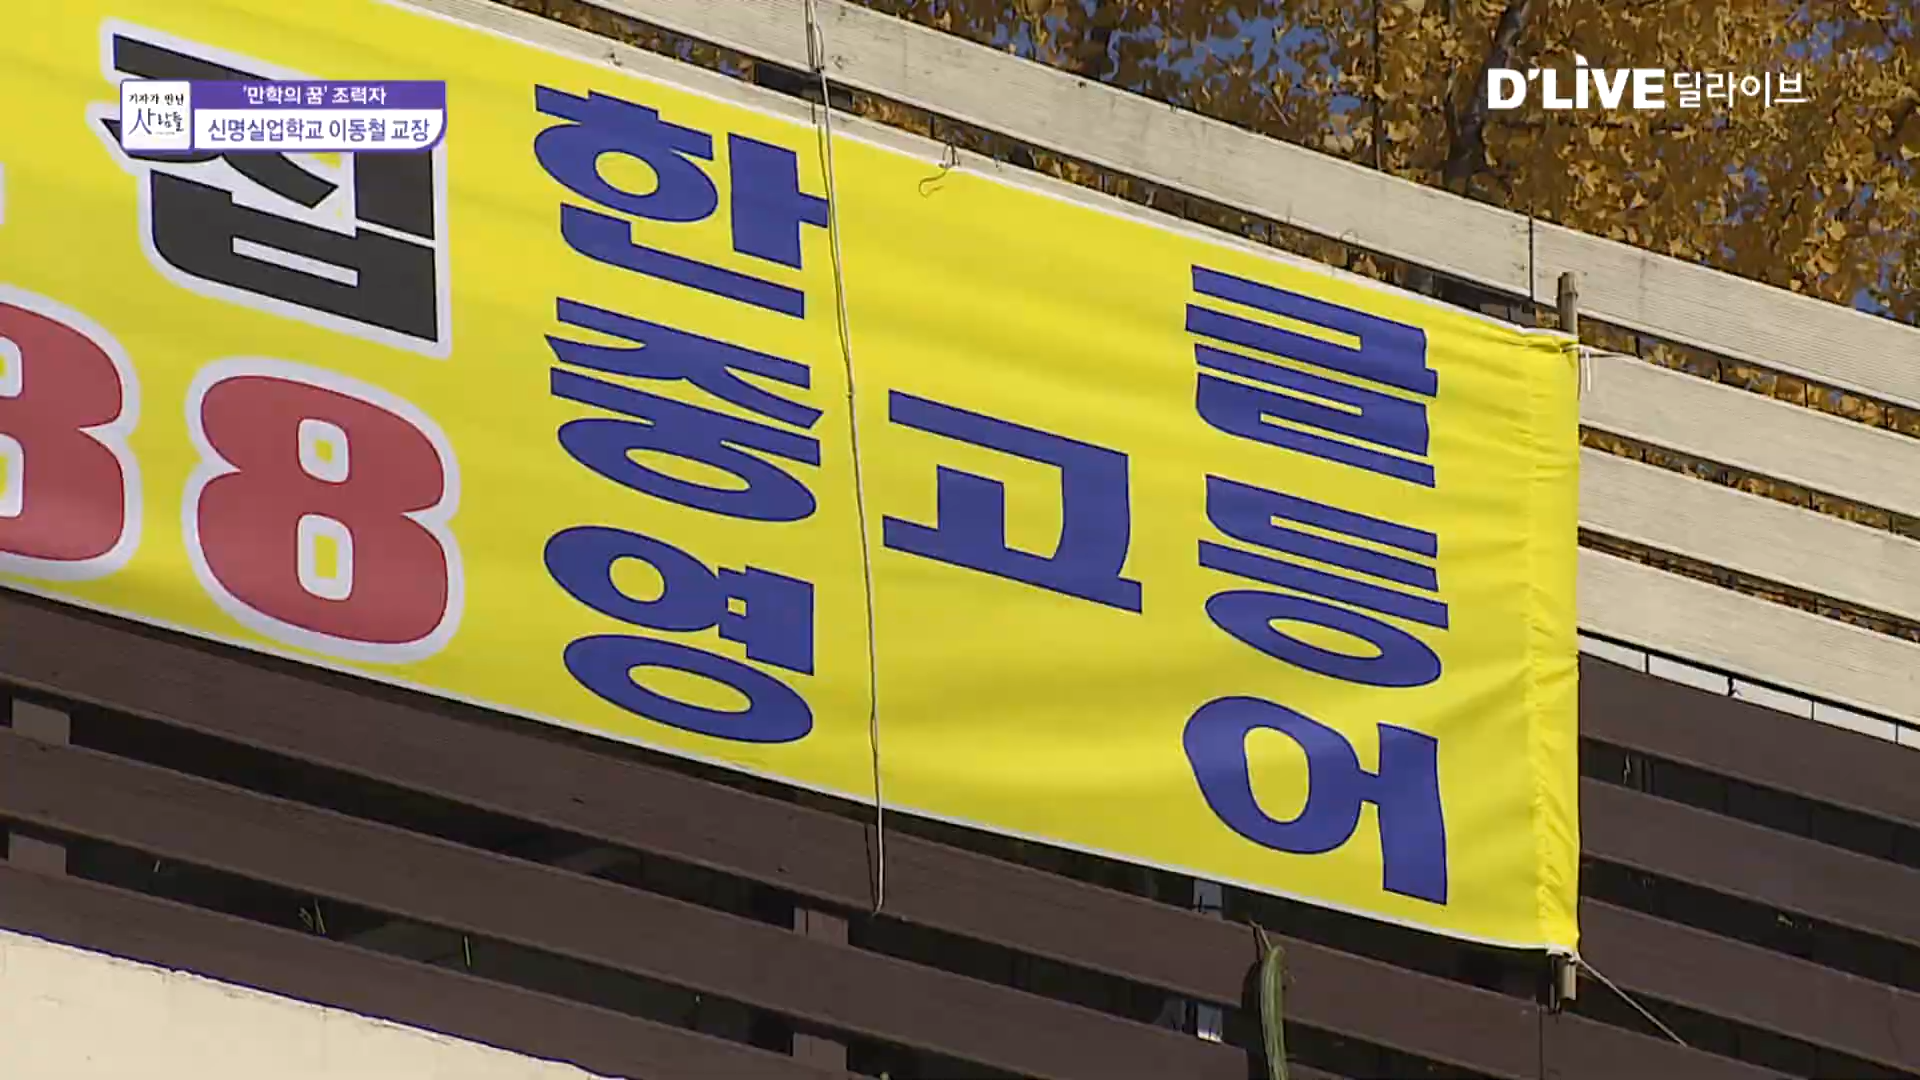 '만학의 꿈' 조력자
기자가 만난
사람들
신명실업학교 이동철 교장
D'LIVE 딜라이브
집
8
한글
중고등
영어